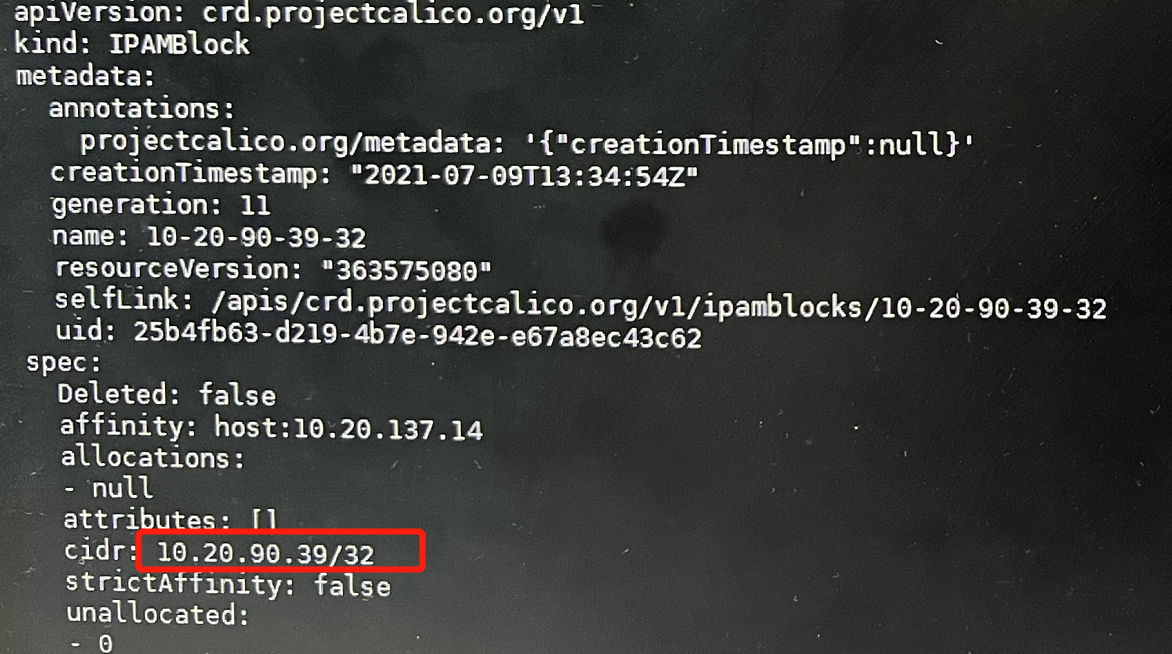 apiVersion: crd.projectcalico.org/v1
kind: IPAMBlock
metadata:
  annotations:
    projectcalico.org/metadata: '{"creationTimestamp":null}'
  creationTimestamp: "2021-07-09T13:34:54Z"
  generation: 11
  name: 10-20-90-39-32
  resourceVersion: "363575080"
  selfLink: /apis/crd.projectcalico.org/v1/ipamblocks/10-20-90-39-32
  uid: 25b4fb63-d219-4b7e-942e-e67a8ec43c62
spec:
  Deleted: false
  affinity: host:10.20.137.14
  allocations:
  - null
  attributes: []
  cidr: 10.20.90.39/32
  strictAffinity: false
  unallocated:
  - 0